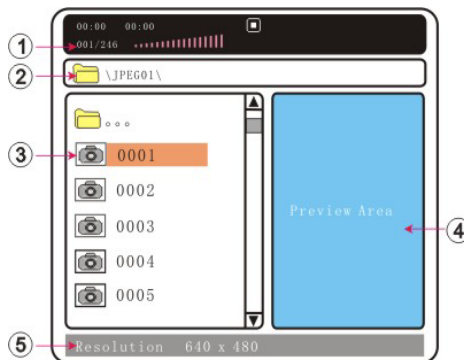 00:00 00:00
1 001/246
2 \JPEG01\
. . .
3 0001
0002
0003
0004
0005
Preview Area
4
5 Resolution 640 x 480